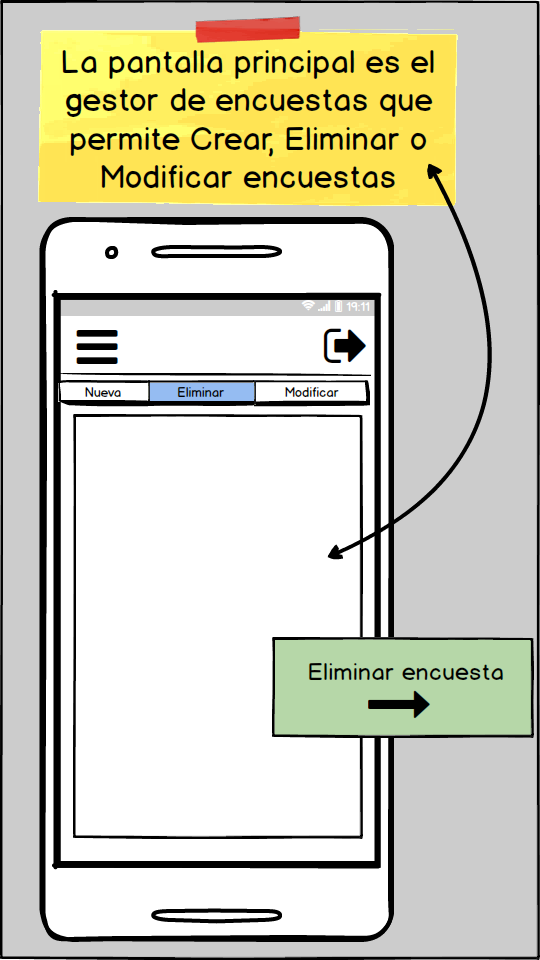 La pantalla principal es el
gestor de encuestas que
permite Crear, Eliminar o
Modificar encuestas
19:11
Nueva Eliminar Modificar
Eliminar encuesta